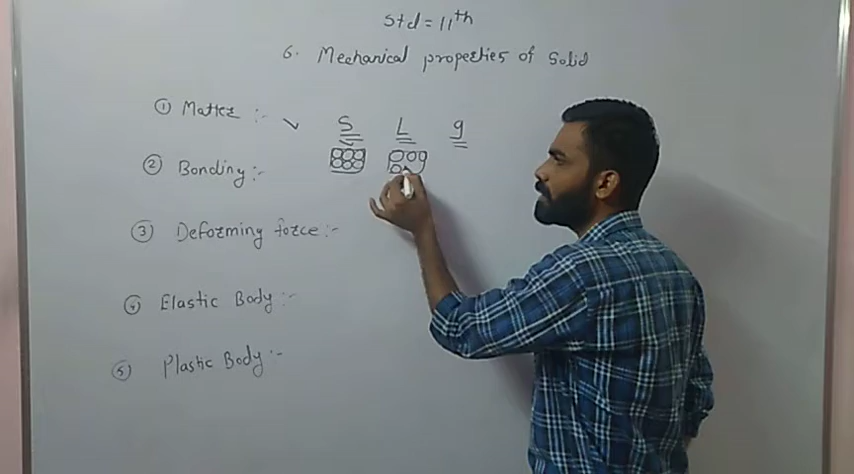 Std = 11th
6. Mechanical properties of Solid
① Matter :- S L g
② Bonding :-
③ Deforming force :-
④ Elastic Body :-
⑤ Plastic Body :-